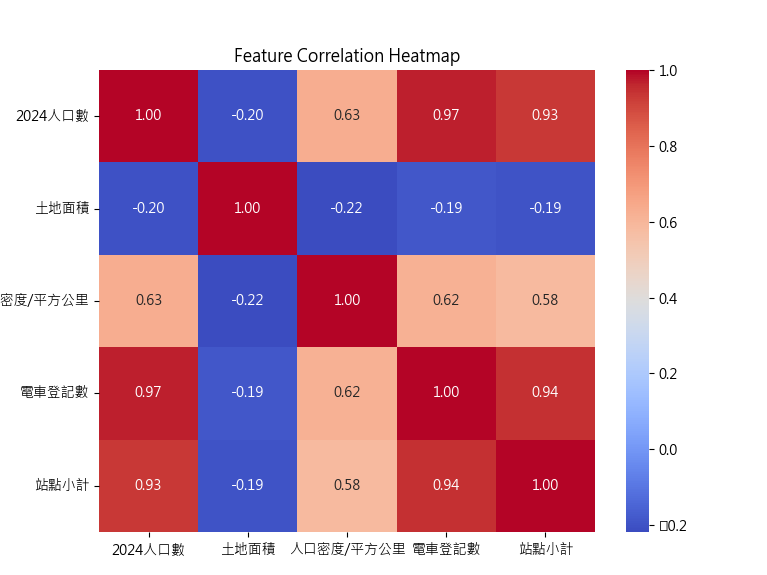 Feature Correlation Heatmap
2024人口數 1.00 -0.20 0.63 0.97 0.93
土地面積 -0.20 1.00 -0.22 -0.19 -0.19
密度/平方公里 0.63 -0.22 1.00 0.62 0.58
電車登記數 0.97 -0.19 0.62 1.00 0.94
站點小計 0.93 -0.19 0.58 0.94 1.00
2024人口數 土地面積 人口密度/平方公里 電車登記數 站點小計
1.0
0.8
0.6
0.4
0.2
0.0
□0.2